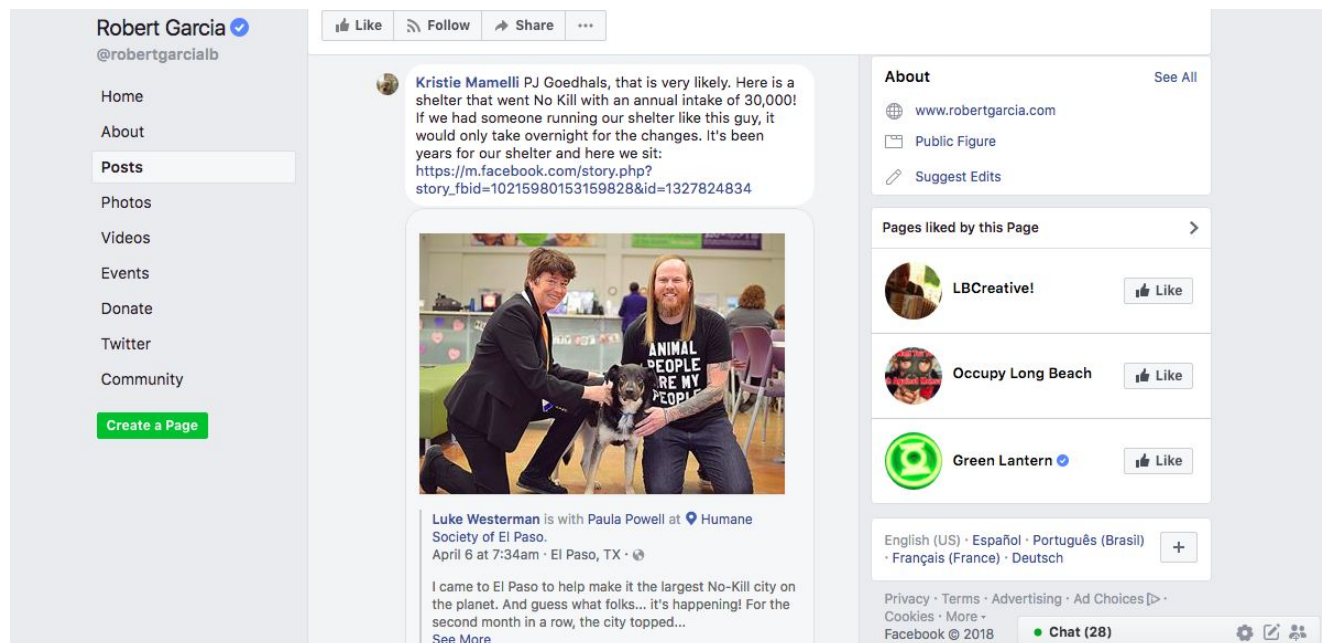 Robert Garcia
@robertgarcialb
Home
About
Posts
Photos
Videos
Events
Donate
Twitter
Community
Create a Page
Like
Follow
Share
Kristie Mamelli PJ Goedhals, that is very likely. Here is a
shelter that went No Kill with an annual intake of 30,000!
If we had someone running our shelter like this guy, it
would only take overnight for the changes. It's been
years for our shelter and here we sit:
https://m.facebook.com/story.php?
story_fbid=10215980153159828&id=1327824834
ANIMAL
PEOPLE
ARE MY
PEOPLE
Luke Westerman is with Paula Powell at Humane
Society of El Paso.
April 6 at 7:34am · El Paso, TX ·
I came to El Paso to help make it the largest No-Kill city on
the planet. And guess what folks... it's happening! For the
second month in a row, the city topped...
See More
About
See All
www.robertgarcia.com
Public Figure
Suggest Edits
Pages liked by this Page
LBCreative!
Like
Occupy Long Beach
Like
Green Lantern
Like
English (US) · Español · Português (Brasil)
· Français (France) · Deutsch
Privacy · Terms · Advertising · Ad Choices ·
Cookies · More
Facebook © 2018
Chat (28)